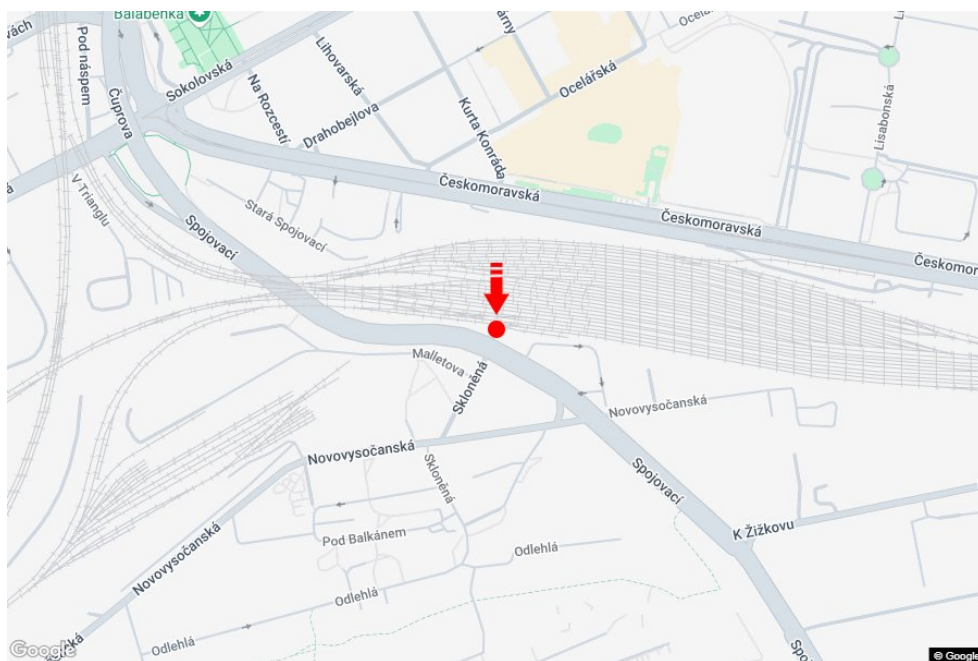 Balabenka
Pod náspem
Čuprova
Sokolovská
Na Rozcestí
Lihovarská
Drahobejlova
Kurta Konráda
Ocelářská
Lisabonská
Českomoravská
Českomoravská
V Trianglu
Stará Spojovací
Spojovací
Malletova
Skloněná
Novovysočanská
Novovysočanská
Skloněná
Spojovací
K Žižkovu
Pod Balkánem
Odlehlá
Novovysočanská
Odlehlá
Odlehlá
Google
© Google